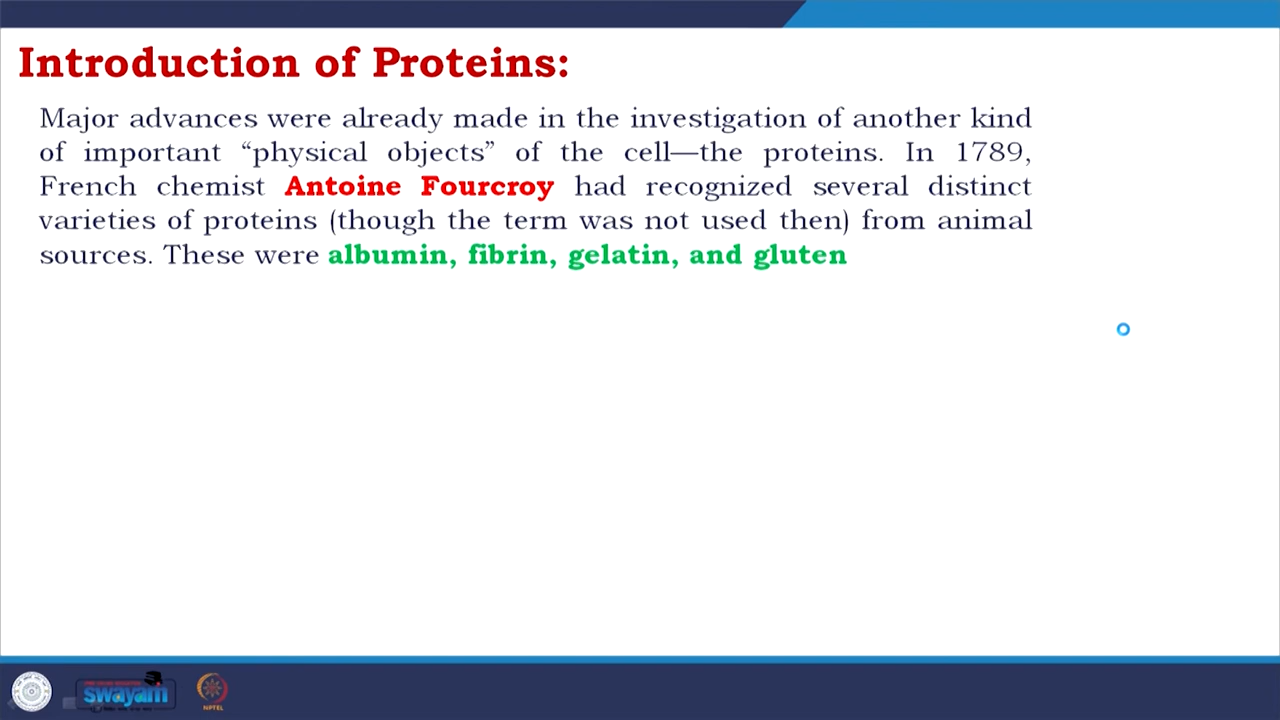 Introduction of Proteins:
Major advances were already made in the investigation of another kind
of important “physical objects” of the cell—the proteins. In 1789,
French chemist Antoine Fourcroy had recognized several distinct
varieties of proteins (though the term was not used then) from animal
sources. These were albumin, fibrin, gelatin, and gluten
swayam
NPTEL